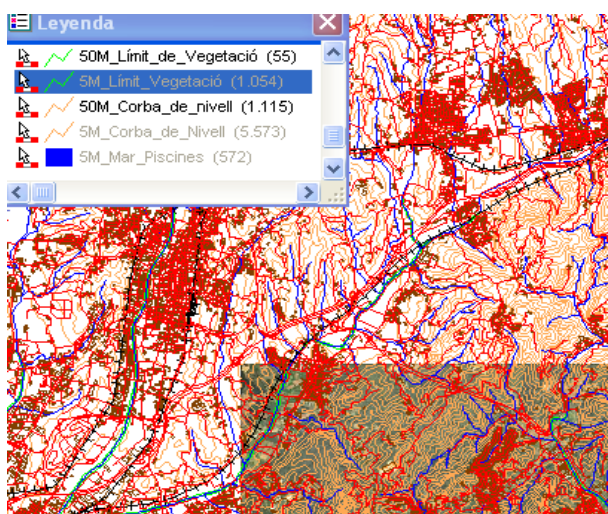 Leyenda
50M_Límit_de_Vegetació (55)
5M_Límit_Vegetació (1.054)
50M_Corba_de_nivell (1.115)
5M_Corba_de_Nivell (5.573)
5M_Mar_Piscines (572)